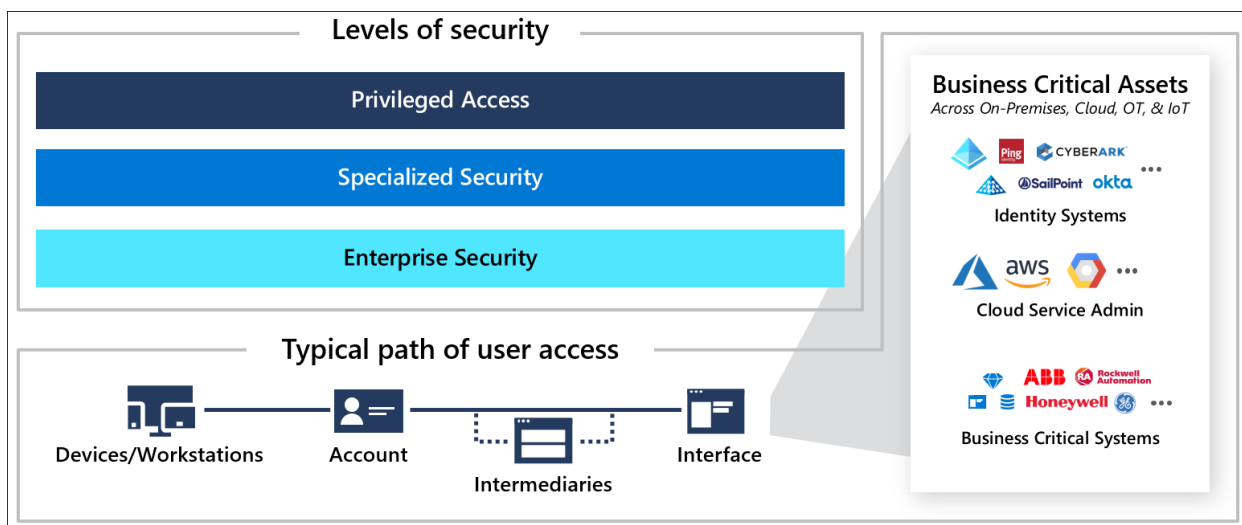 Levels of security
Privileged Access
Specialized Security
Enterprise Security
Typical path of user access
Devices/Workstations
Account
Intermediaries
Interface
Business Critical Assets
Across On-Premises, Cloud, OT, & IoT
Ping
CYBERARK
SailPoint
okta
...
Identity Systems
aws
...
Cloud Service Admin
ABB
RA
Rockwell
Automation
Honeywell
GE
...
Business Critical Systems